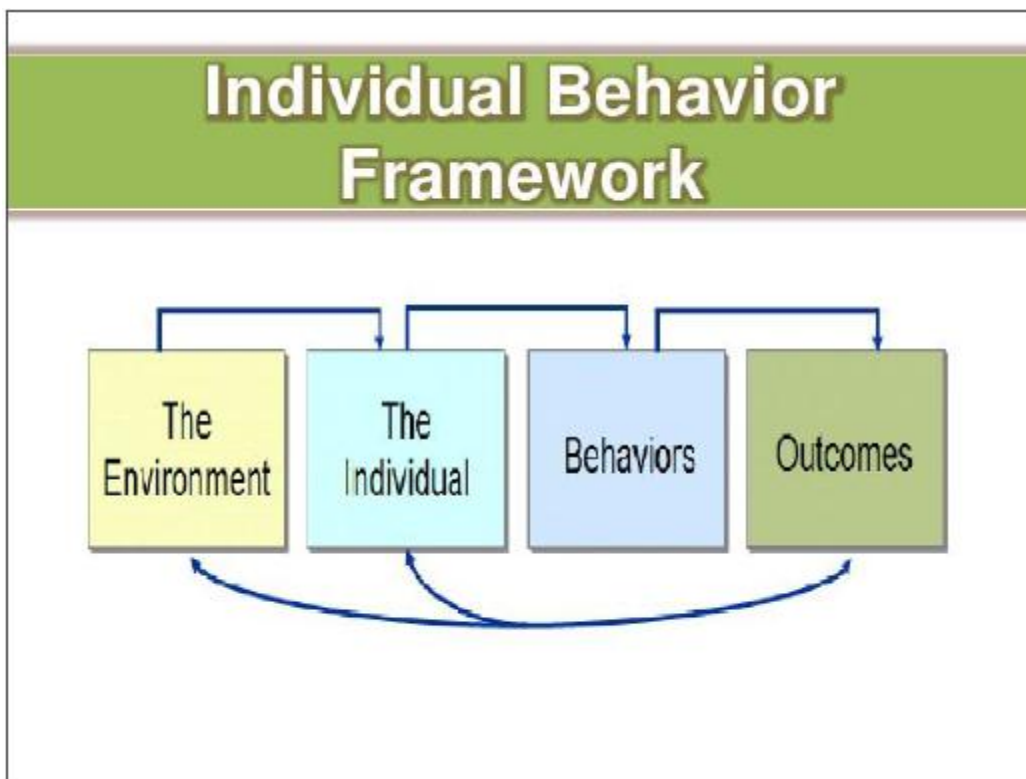 Individual Behavior
Framework
The
Environment
The
Individual
Behaviors
Outcomes